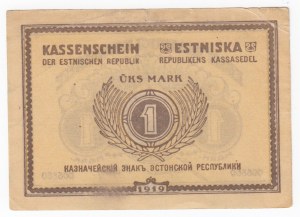 KASSENSCHEIN
DER ESTNISCHEN REPUBLIK
ESTNISKA
REPUBLIKENS KASSASEDEL
ÜKS MARK
1
КАЗНАЧЕЙСКІЙ ЗНАКЪ ЭСТОНСКОЙ РЕСПУБЛИКИ
1919